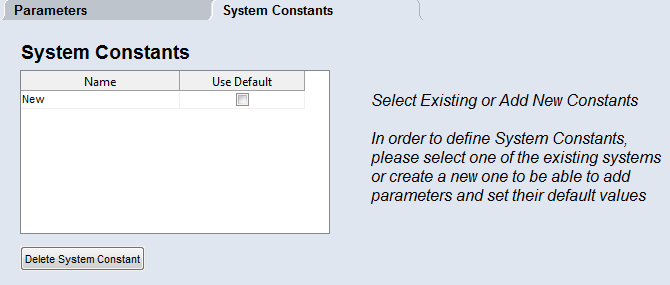 Parameters
System Constants
System Constants
Name
Use Default
New
Select Existing or Add New Constants
In order to define System Constants,
please select one of the existing systems
or create a new one to be able to add
parameters and set their default values
Delete System Constant